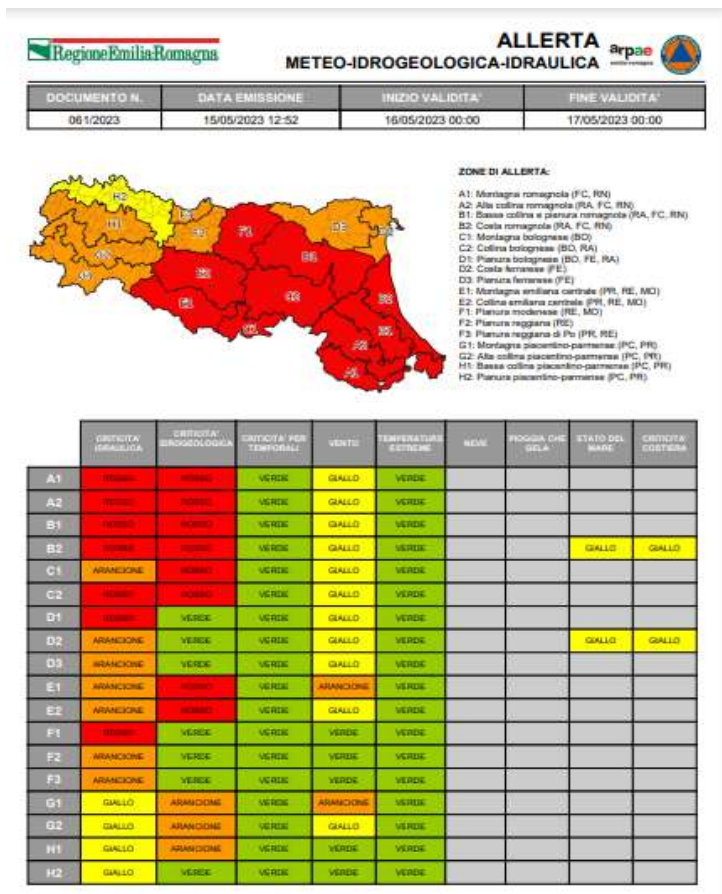 RegioneEmilia-Romagna
ALLERTA
METEO-IDROGEOLOGICA-IDRAULICA
arpae
DOCUMENTO N. DATA EMISSIONE INIZIO VALIDITA' FINE VALIDITA'
061/2023 15/05/2023 12:52 16/05/2023 00:00 17/05/2023 00:00
ZONE DI ALLERTA:
A1: Montagna romagnola (FC, RN)
A2: Alta collina romagnola (RA, FC, RN)
B1: Bassa collina e pianura romagnola (RA, FC, RN)
B2: Costa romagnola (RA, FC, RN)
C1: Montagna bolognese (BO)
C2: Collina bolognese (BO, RA)
D1: Pianura bolognese (BO, FE, RA)
D2: Costa ferrarese (FE)
D3: Pianura ferrarese (FE)
E1: Montagna emiliana centrale (PR, RE, MO)
E2: Collina emiliana centrale (PR, RE, MO)
F1: Pianura modenese (RE, MO)
F2: Pianura reggiana (RE)
F3: Pianura reggiana di Po (PR, RE)
G1: Montagna piacentino-parmense (PC, PR)
G2: Alta collina piacentino-parmense (PC, PR)
H1: Bassa collina piacentino-parmense (PC, PR)
H2: Pianura piacentino-parmense (PC, PR)
CRITICITA' IDRAULICA CRITICITA' IDROGEOLOGICA CRITICITA' PER TEMPORALI VENTO TEMPERATURE ESTREME NEVE PIOGGIA CHE GELA STATO DEL MARE CRITICITA' COSTIERA
A1 ROSSO ROSSO VERDE GIALLO VERDE
A2 ROSSO ROSSO VERDE GIALLO VERDE
B1 ROSSO ROSSO VERDE GIALLO VERDE
B2 ROSSO ROSSO VERDE GIALLO VERDE GIALLO GIALLO
C1 ARANCIONE ROSSO VERDE GIALLO VERDE
C2 ROSSO ROSSO VERDE GIALLO VERDE
D1 ROSSO VERDE VERDE GIALLO VERDE
D2 ARANCIONE VERDE VERDE GIALLO VERDE GIALLO GIALLO
D3 ARANCIONE VERDE VERDE GIALLO VERDE
E1 ARANCIONE ROSSO VERDE ARANCIONE VERDE
E2 ARANCIONE ROSSO VERDE GIALLO VERDE
F1 ROSSO VERDE VERDE VERDE VERDE
F2 ARANCIONE VERDE VERDE VERDE VERDE
F3 ARANCIONE VERDE VERDE VERDE VERDE
G1 GIALLO ARANCIONE VERDE ARANCIONE VERDE
G2 GIALLO ARANCIONE VERDE GIALLO VERDE
H1 GIALLO ARANCIONE VERDE VERDE VERDE
H2 GIALLO VERDE VERDE VERDE VERDE